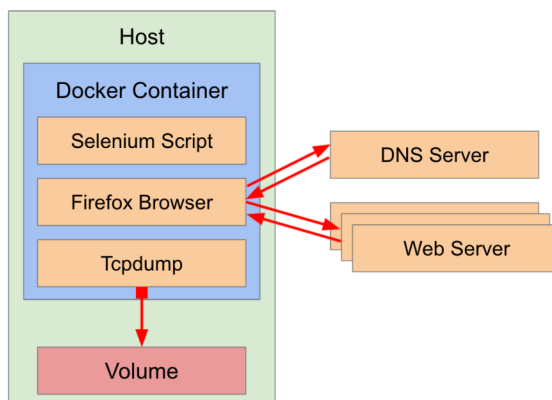 Host
Docker Container
Selenium Script
Firefox Browser
Tcpdump
Volume
DNS Server
Web Server